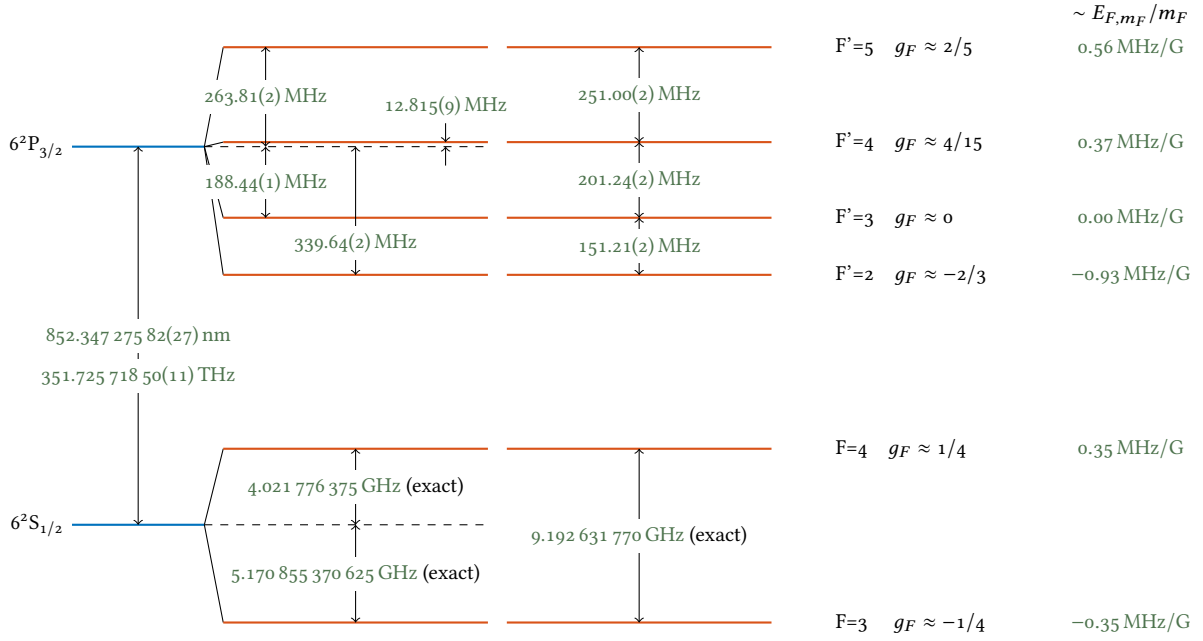 ∼ E_{F,m_F}/m_F
F'=5 g_F ≈ 2/5 0.56 MHz/G
263.81(2) MHz 12.815(9) MHz 251.00(2) MHz
6²P₃/₂ F'=4 g_F ≈ 4/15 0.37 MHz/G
188.44(1) MHz 201.24(2) MHz
F'=3 g_F ≈ 0 0.00 MHz/G
339.64(2) MHz 151.21(2) MHz
F'=2 g_F ≈ −2/3 −0.93 MHz/G
852.347 275 82(27) nm
351.725 718 50(11) THz
F=4 g_F ≈ 1/4 0.35 MHz/G
4.021 776 375 GHz (exact)
6²S₁/₂
9.192 631 770 GHz (exact)
5.170 855 370 625 GHz (exact)
F=3 g_F ≈ −1/4 −0.35 MHz/G